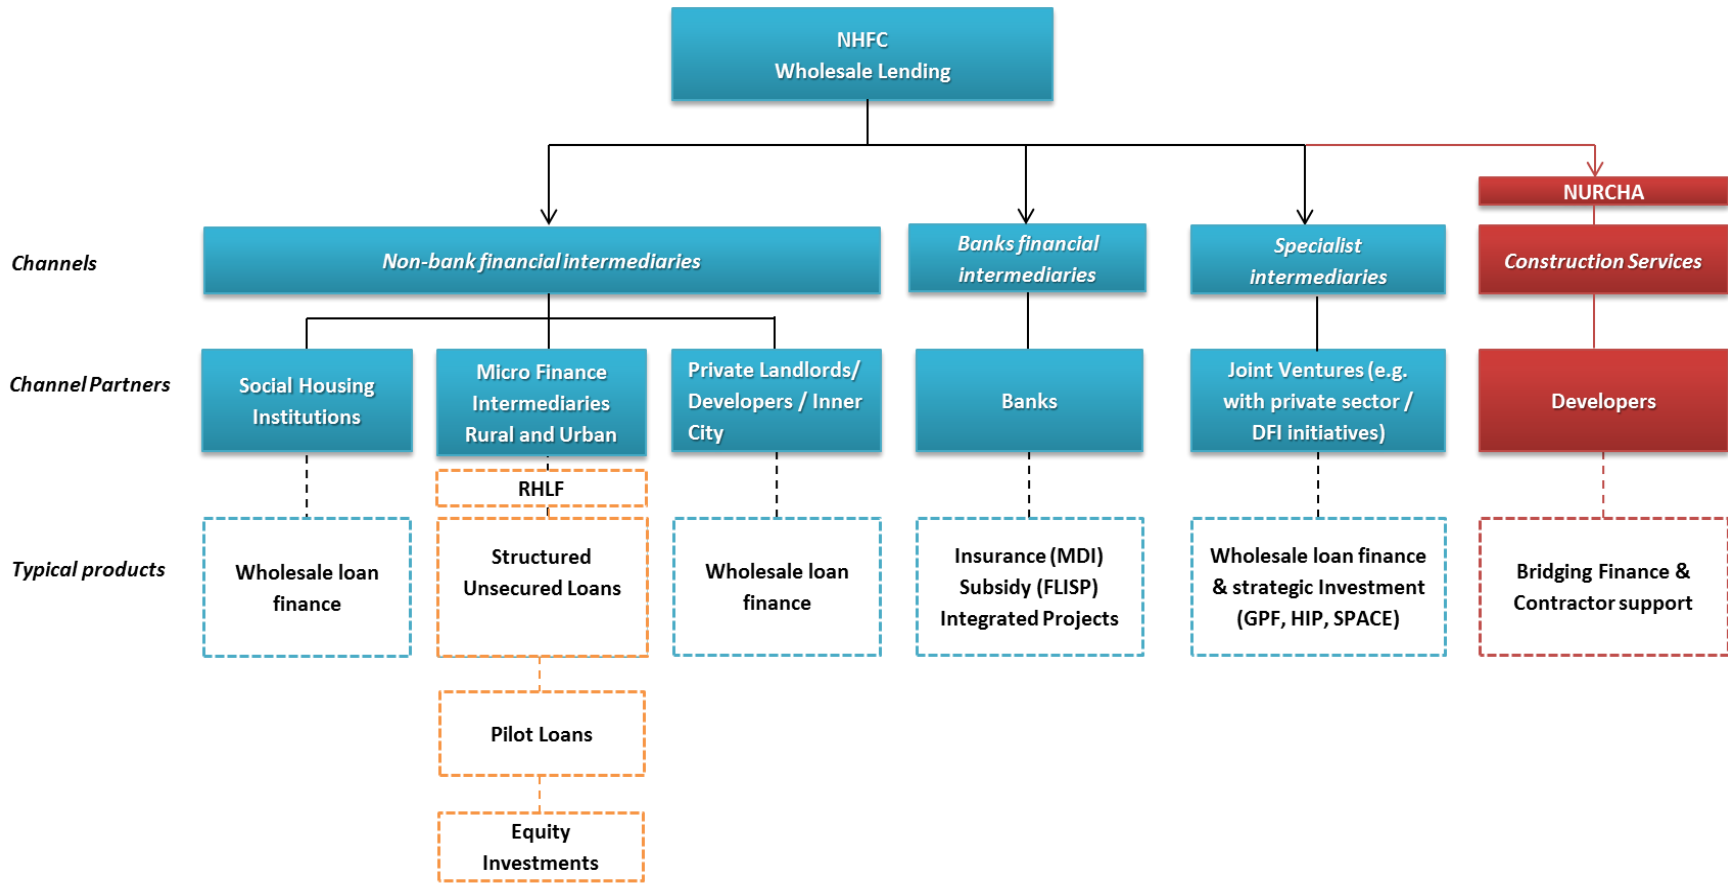 NHFC
Wholesale Lending
NURCHA
Channels
Non-bank financial intermediaries
Banks financial
intermediaries
Specialist
intermediaries
Construction Services
Channel Partners
Social Housing
Institutions
Micro Finance
Intermediaries
Rural and Urban
Private Landlords/
Developers / Inner
City
Banks
Joint Ventures (e.g.
with private sector /
DFI initiatives)
Developers
RHLF
Typical products
Wholesale loan
finance
Structured
Unsecured Loans
Wholesale loan
finance
Insurance (MDI)
Subsidy (FLISP)
Integrated Projects
Wholesale loan finance
& strategic Investment
(GPF, HIP, SPACE)
Bridging Finance &
Contractor support
Pilot Loans
Equity
Investments